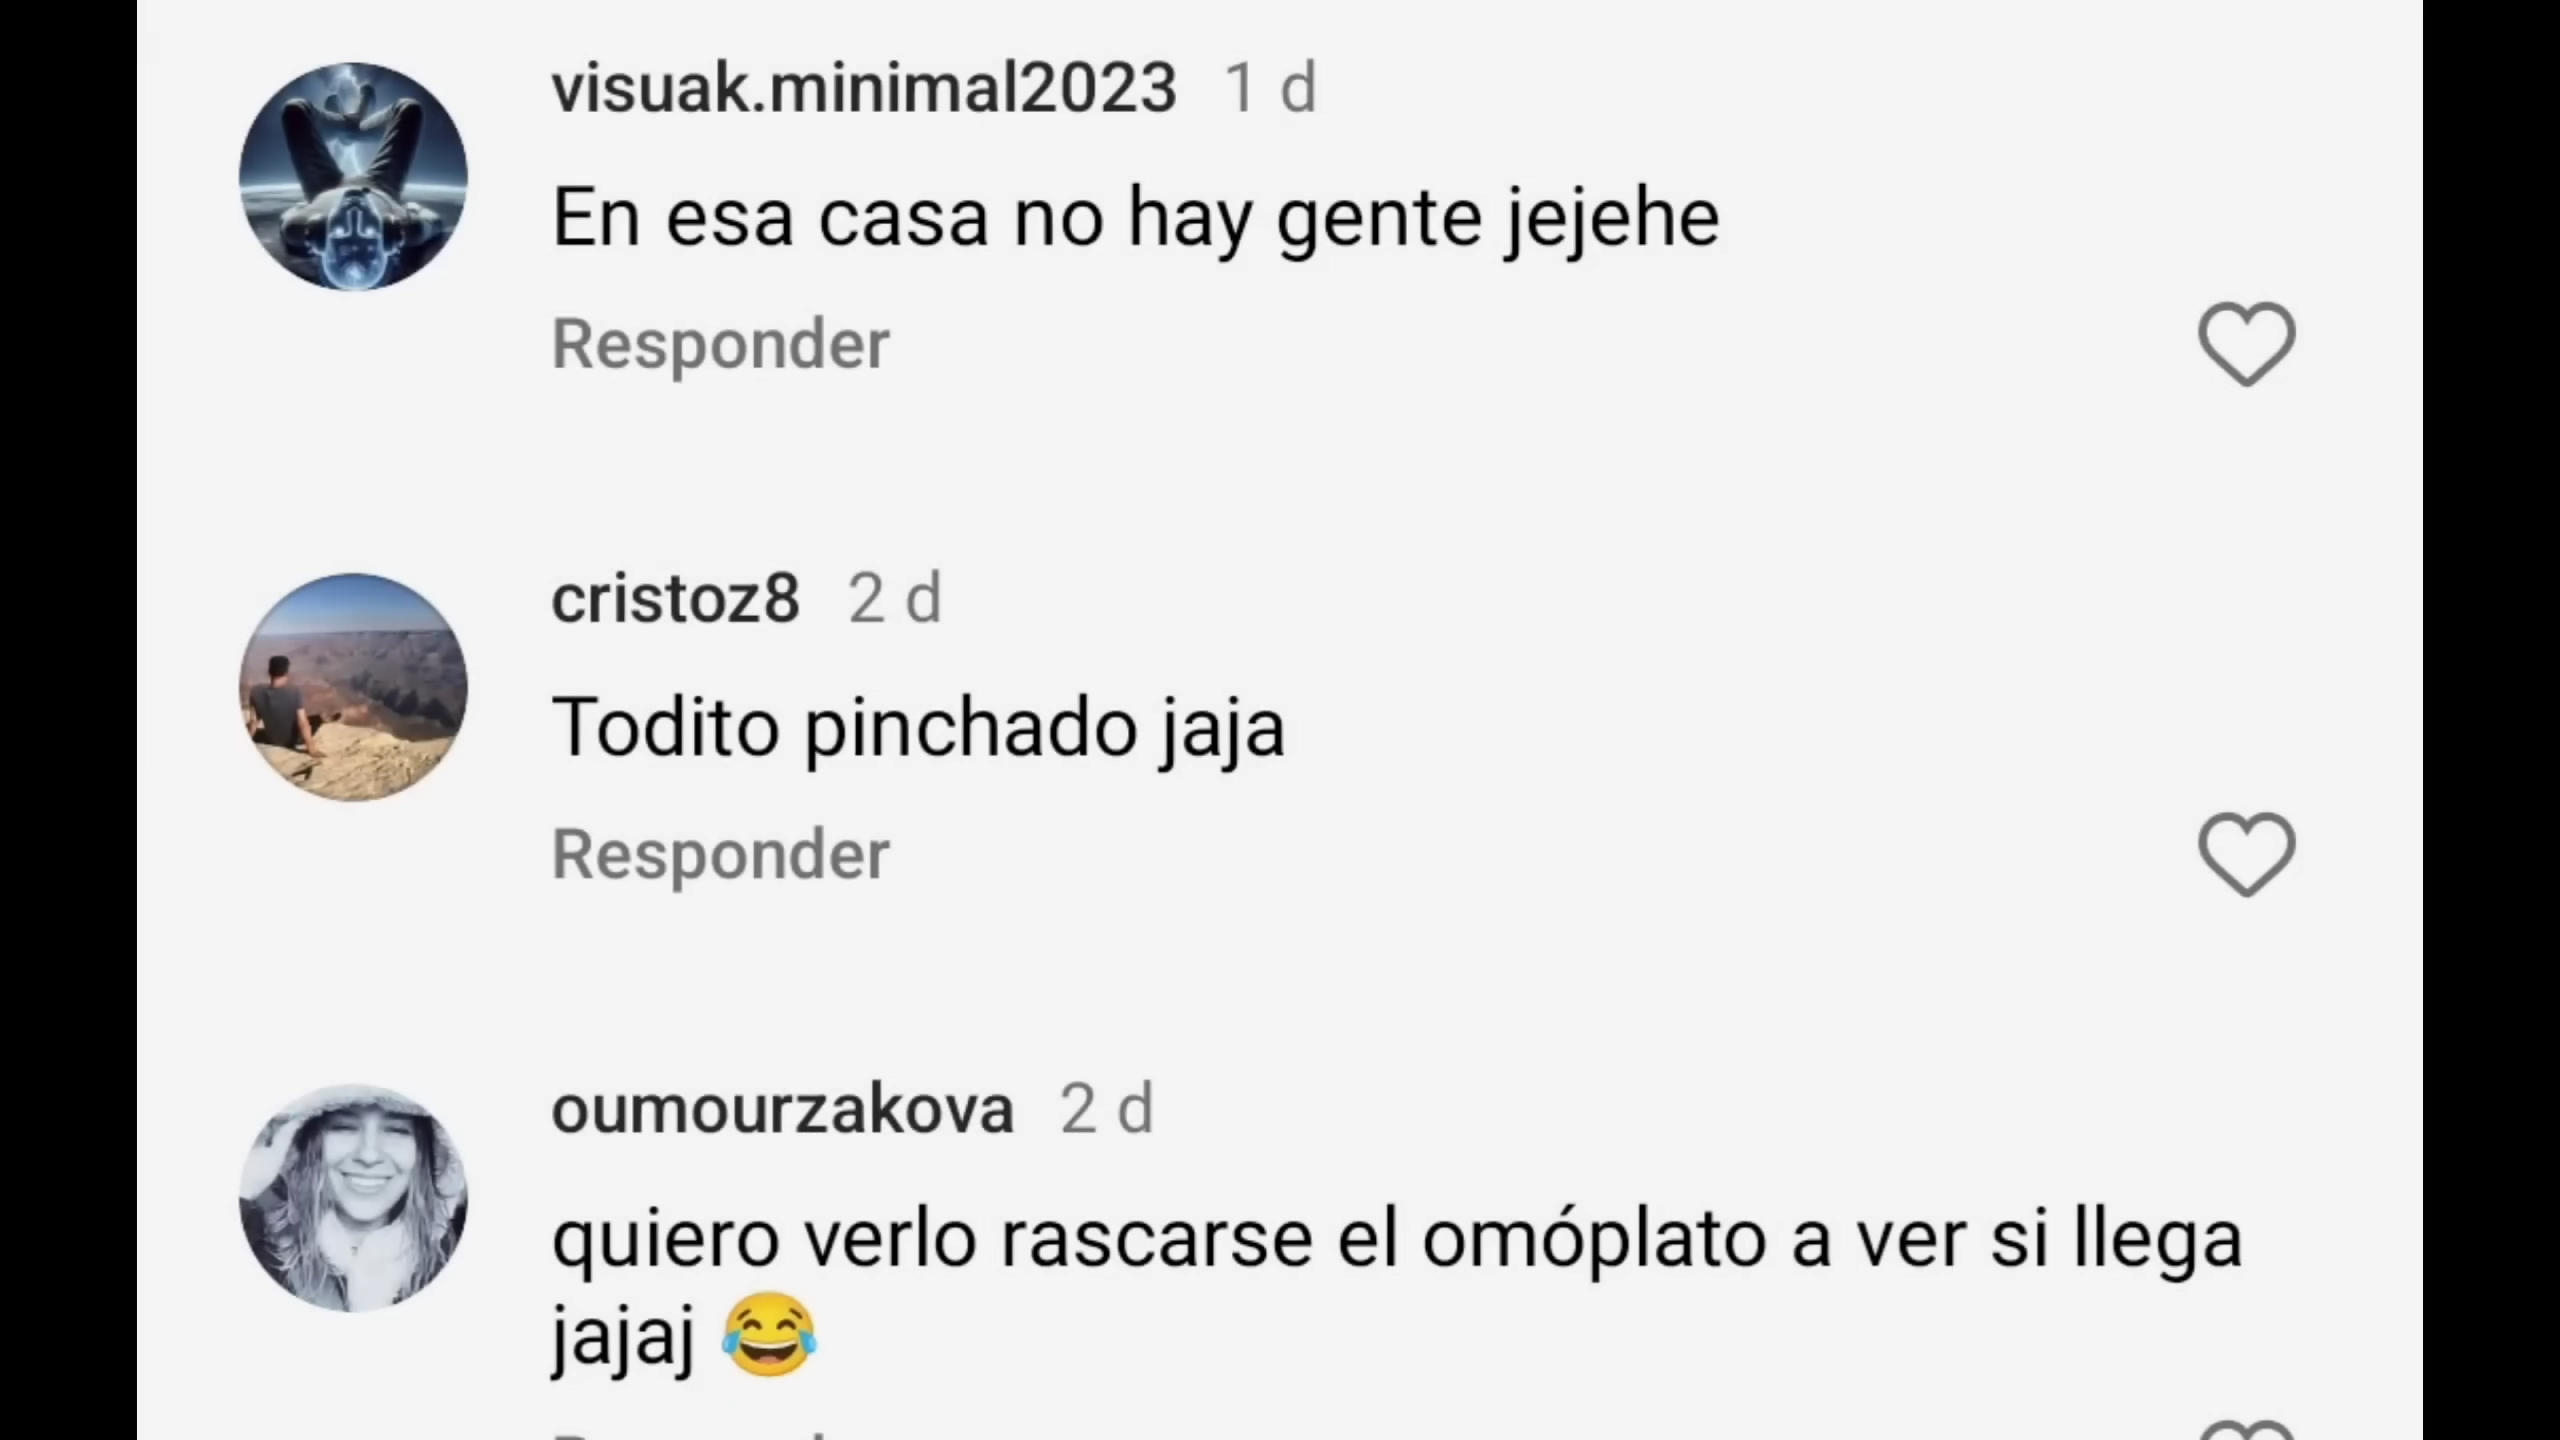 visuak.minimal2023 1 d
En esa casa no hay gente jejehe
Responder
cristoz8 2 d
Todito pinchado jaja
Responder
oumourzakova 2 d
quiero verlo rascarse el omóplato a ver si llega
jajaj 😂